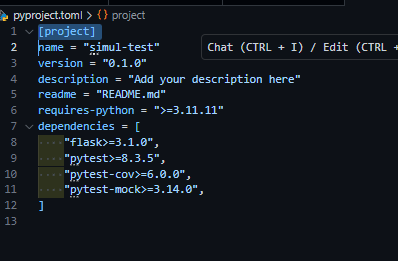 pyproject.toml > {} project
1 [project]
2 name = "simul-test"
Chat (CTRL + I) / Edit (CTRL +
3 version = "0.1.0"
4 description = "Add your description here"
5 readme = "README.md"
6 requires-python = ">=3.11.11"
7 dependencies = [
8 "flask>=3.1.0",
9 "pytest>=8.3.5",
10 "pytest-cov>=6.0.0",
11 "pytest-mock>=3.14.0",
12 ]
13